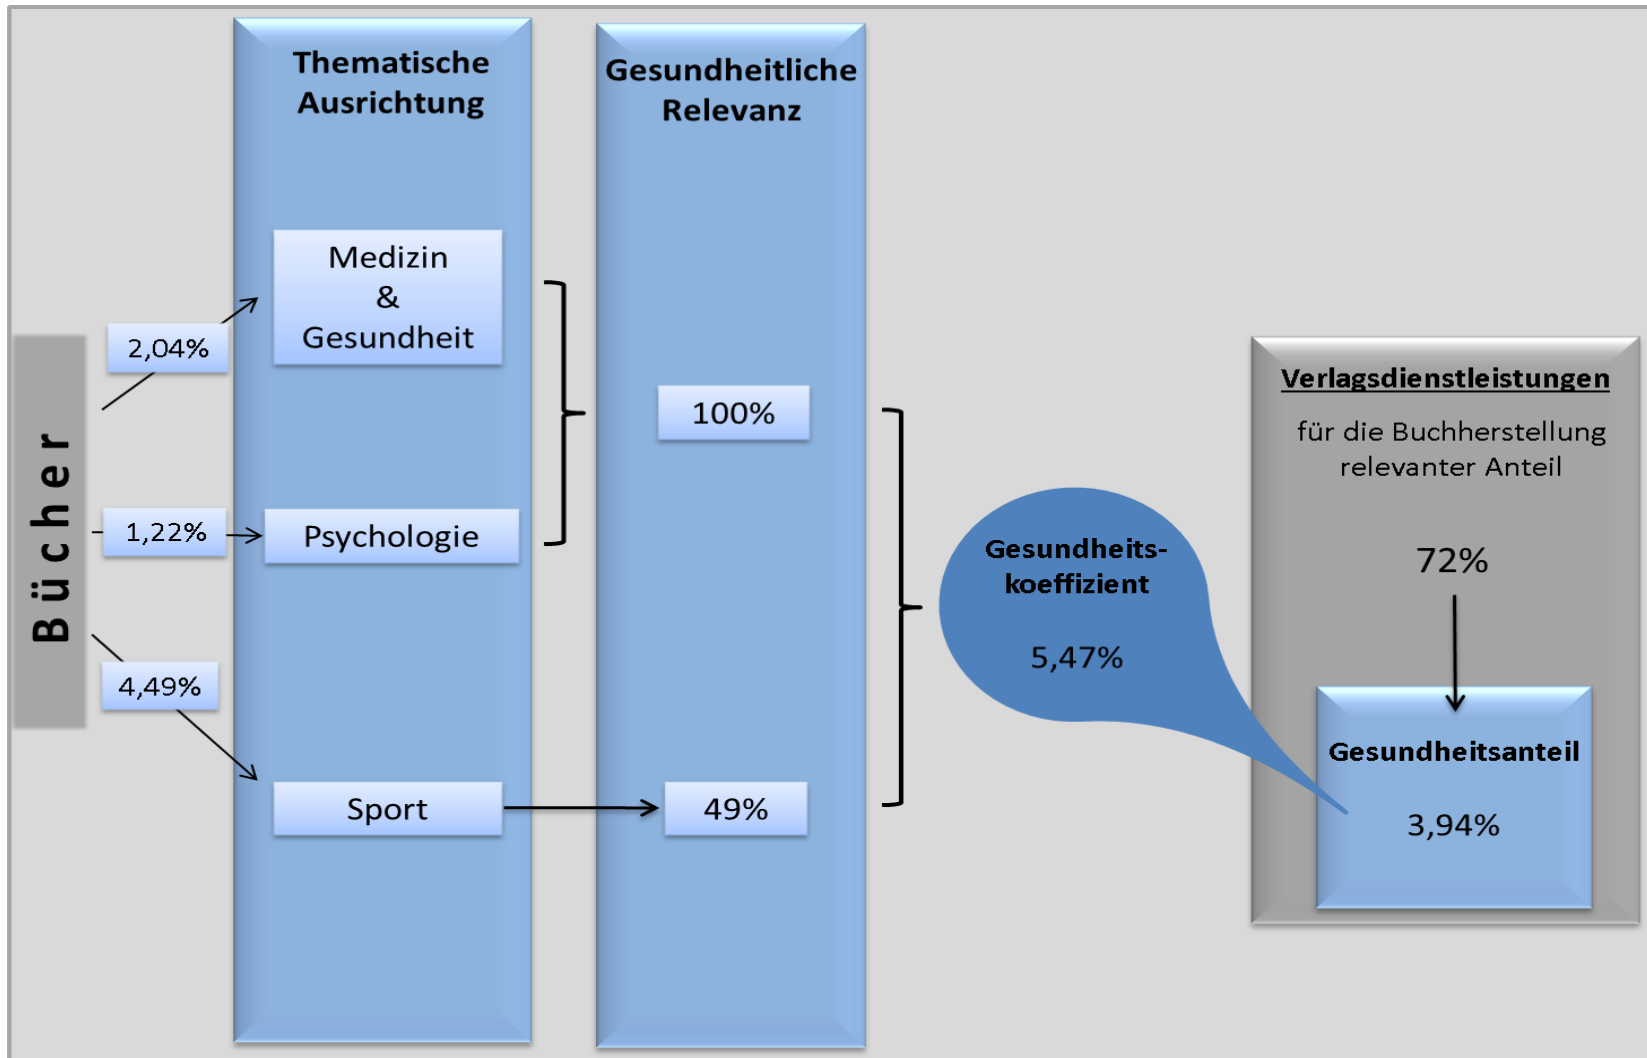 Bücher
2,04%
1,22%
4,49%
Thematische
Ausrichtung
Medizin
&
Gesundheit
Psychologie
Sport
Gesundheitliche
Relevanz
100%
49%
Gesundheits-
koeffizient
5,47%
Verlagsdienstleistungen
für die Buchherstellung
relevanter Anteil
72%
Gesundheitsanteil
3,94%